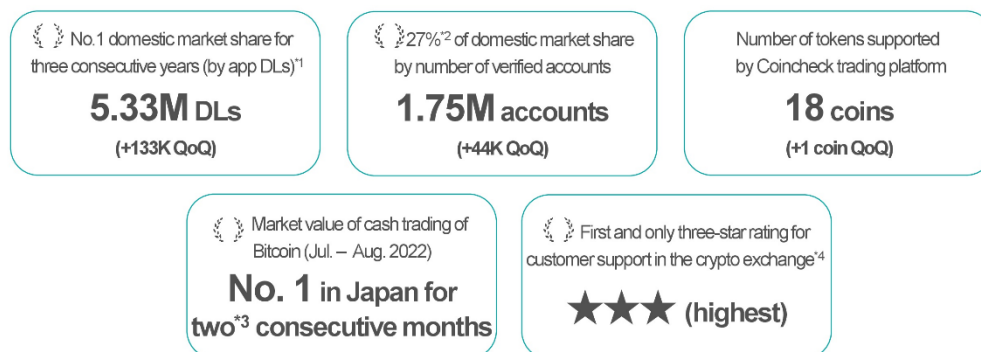 No.1 domestic market share for
three consecutive years (by app DLs)*1
5.33M DLs
(+133K QoQ)
27%*2 of domestic market share
by number of verified accounts
1.75M accounts
(+44K QoQ)
Number of tokens supported
by Coincheck trading platform
18 coins
(+1 coin QoQ)
Market value of cash trading of
Bitcoin (Jul. – Aug. 2022)
No. 1 in Japan for
two*3 consecutive months
First and only three-star rating for
customer support in the crypto exchange*4
★★★ (highest)